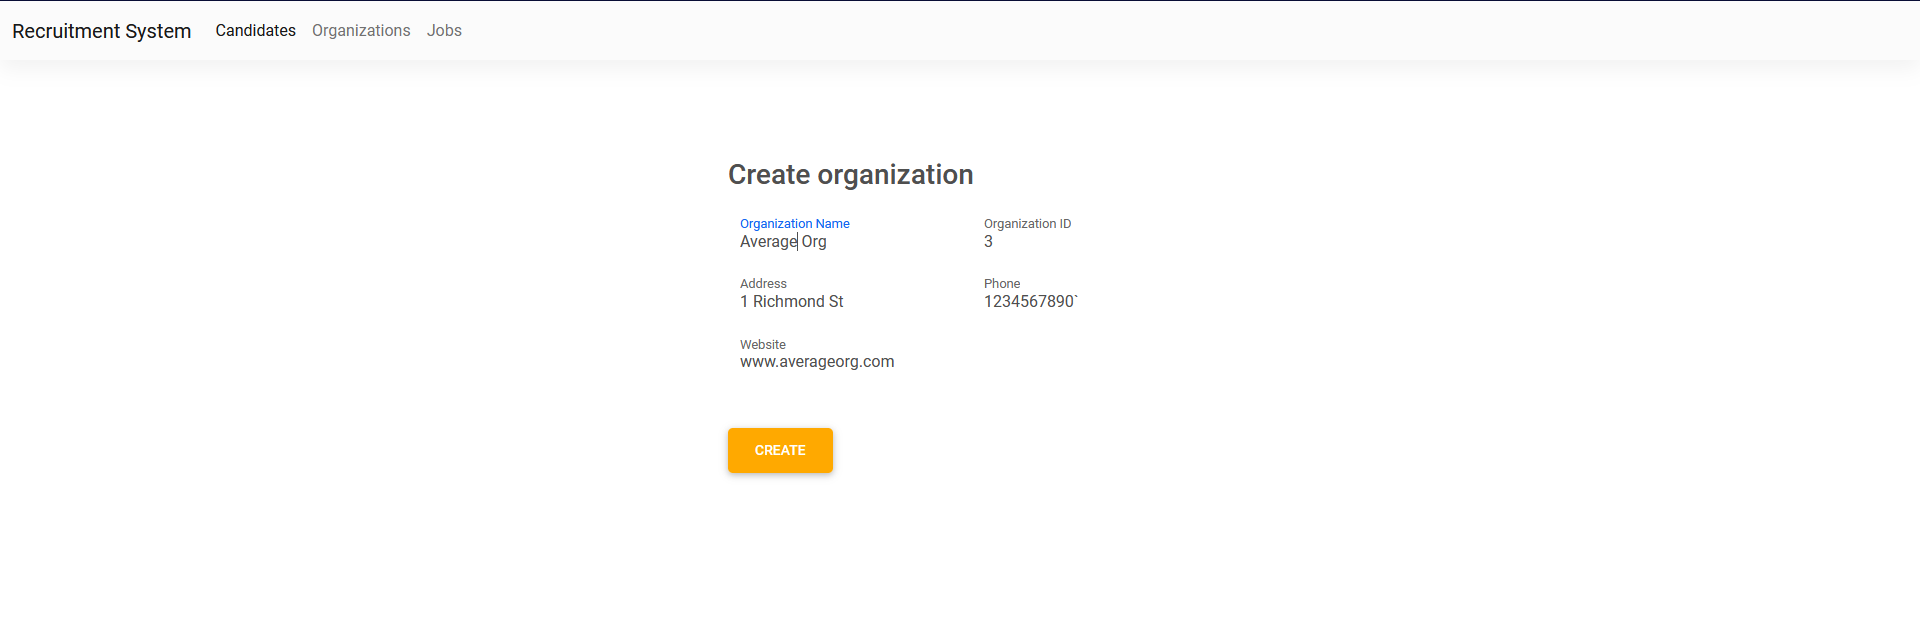 Recruitment System Candidates Organizations Jobs
Create organization
Organization Name Organization ID
Average Org 3
Address Phone
1 Richmond St 1234567890`
Website
www.averageorg.com
CREATE